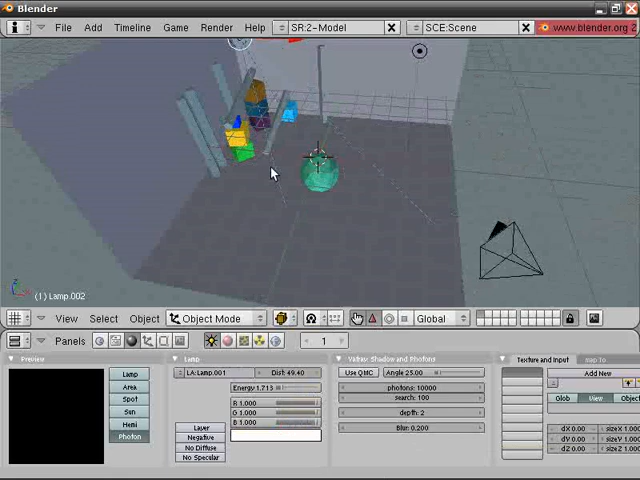 Blender
File Add Timeline Game Render Help SR:2-Model SCE:Scene www.blender.org 2
(1) Lamp.002
View Select Object Object Mode Global
Panels 1
Preview Lamp Yafray: Shadow and Photons Texture and Input Map To
Lamp LA:Lamp.001 Dist: 49.40 Use QMC Angle 25.00 Add New
Area Energy 1.713 photons: 10000
Spot search: 100 Glob View Object
Sun R 1.000 depth: 2
Hemi G 1.000
Photon B 1.000 Blur: 0.200 dX 0.00 sizeX 1.00
Layer dY 0.00 sizeY 1.00
Negative dZ 0.00 sizeZ 1.00
No Diffuse
No Specular